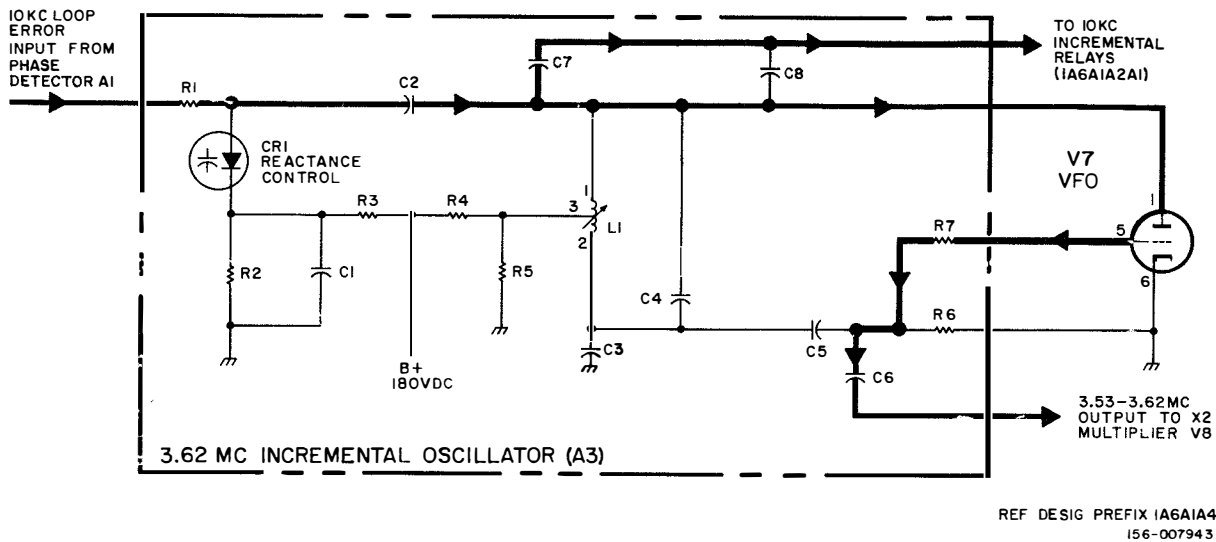 10KC LOOP
ERROR
INPUT FROM
PHASE
DETECTOR A1
R1
C2
C7
C8
TO 10KC
INCREMENTAL
RELAYS
(1A6A1A2A1)
CR1
REACTANCE
CONTROL
V7
VFO
1
R3
R4
3
1
L1
2
R7
5
6
R2
C1
R5
C4
R6
C3
C5
B+
180VDC
C6
3.53-3.62MC
OUTPUT TO X2
MULTIPLIER V8
3.62 MC INCREMENTAL OSCILLATOR (A3)
REF DESIG PREFIX 1A6A1A4
156-007943